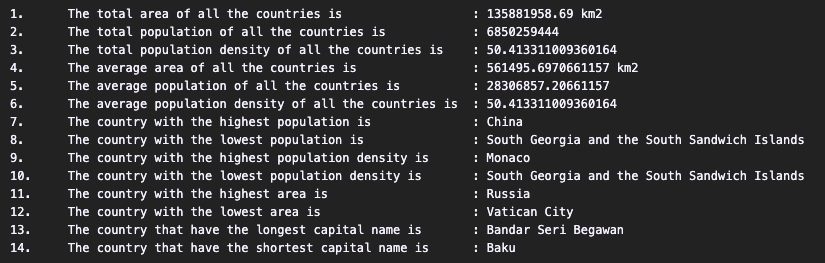 1. The total area of all the countries is : 135881958.69 km2
2. The total population of all the countries is : 6850259444
3. The total population density of all the countries is : 50.413311009360164
4. The average area of all the countries is : 561495.6970661157 km2
5. The average population of all the countries is : 28306857.20661157
6. The average population density of all the countries is : 50.413311009360164
7. The country with the highest population is : China
8. The country with the lowest population is : South Georgia and the South Sandwich Islands
9. The country with the highest population density is : Monaco
10. The country with the lowest population density is : South Georgia and the South Sandwich Islands
11. The country with the highest area is : Russia
12. The country with the lowest area is : Vatican City
13. The country that have the longest capital name is : Bandar Seri Begawan
14. The country that have the shortest capital name is : Baku